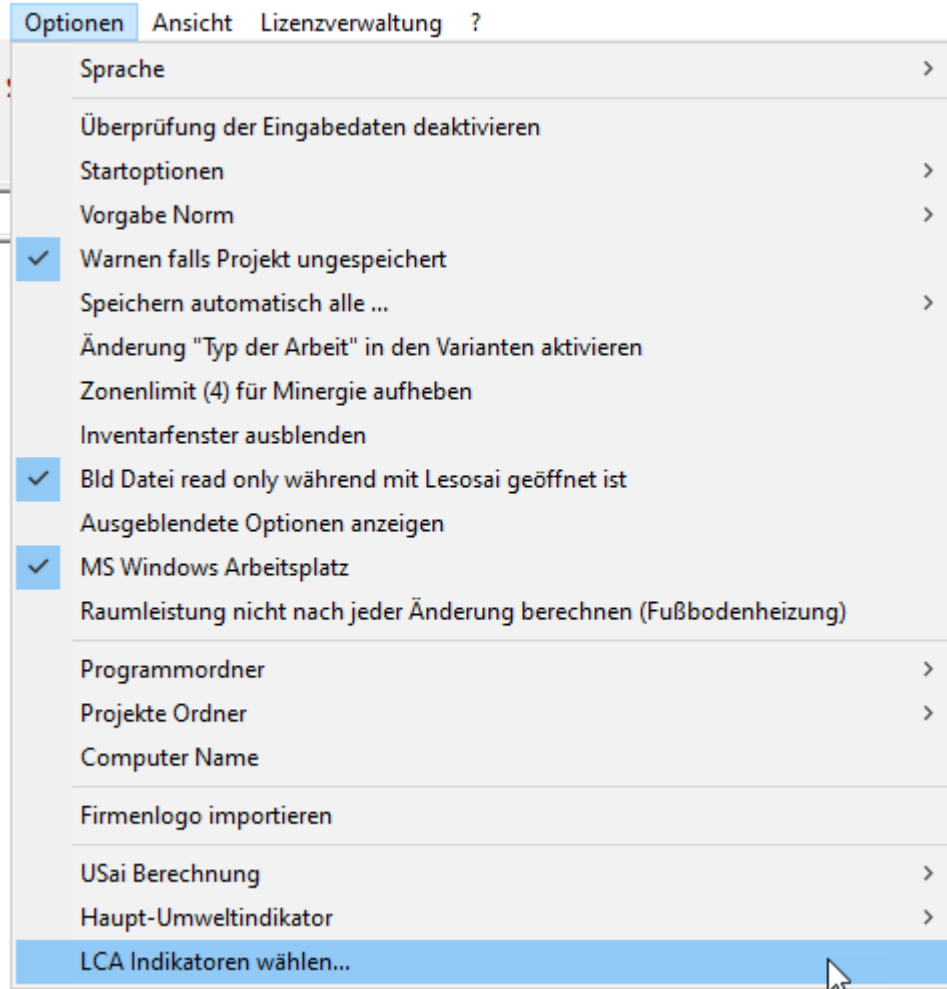 Optionen Ansicht Lizenzverwaltung ?
Sprache
Überprüfung der Eingabedaten deaktivieren
Startoptionen
Vorgabe Norm
Warnen falls Projekt ungespeichert
Speichern automatisch alle ...
Änderung "Typ der Arbeit" in den Varianten aktivieren
Zonenlimit (4) für Minergie aufheben
Inventarfenster ausblenden
Bld Datei read only während mit Lesosai geöffnet ist
Ausgeblendete Optionen anzeigen
MS Windows Arbeitsplatz
Raumleistung nicht nach jeder Änderung berechnen (Fußbodenheizung)
Programmordner
Projekte Ordner
Computer Name
Firmenlogo importieren
USai Berechnung
Haupt-Umweltindikator
LCA Indikatoren wählen...